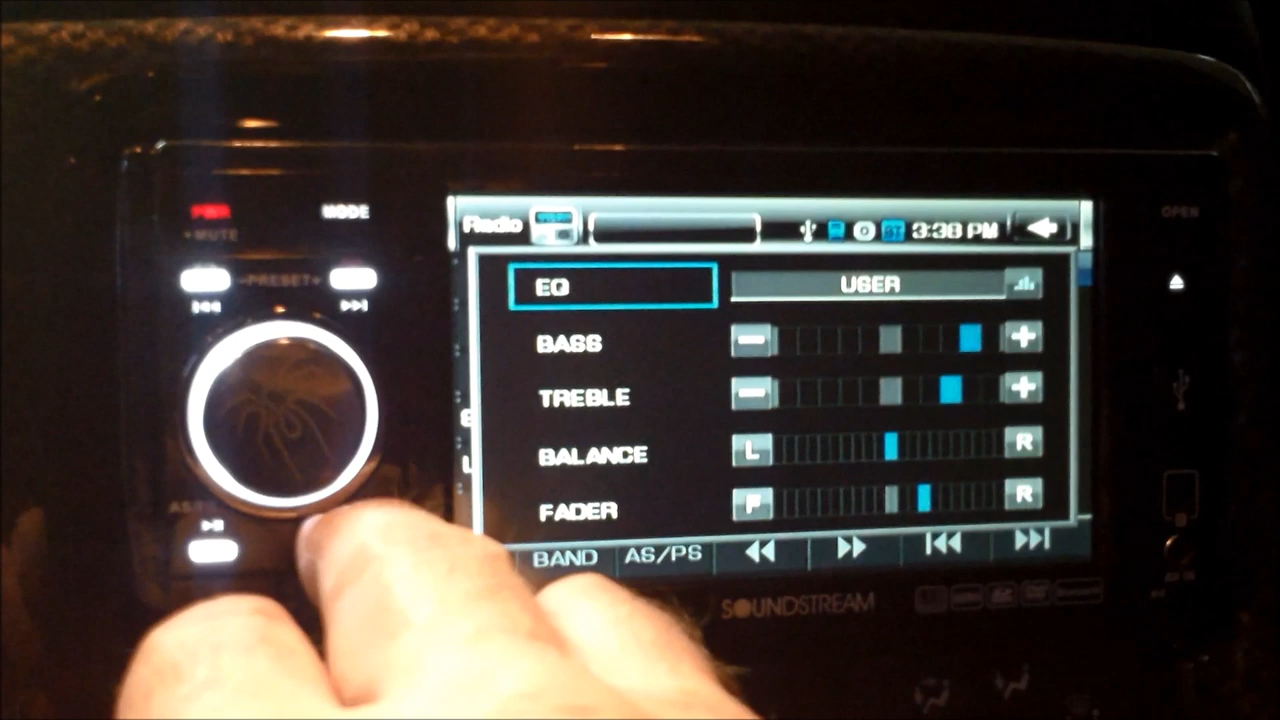 PWR MODE
+MUTE
-PRESET+
OPEN
Radio BT 3:38 PM
EQ USER
BASS - +
TREBLE - +
BALANCE L R
FADER F R
BAND AS/PS
SOUNDSTREAM